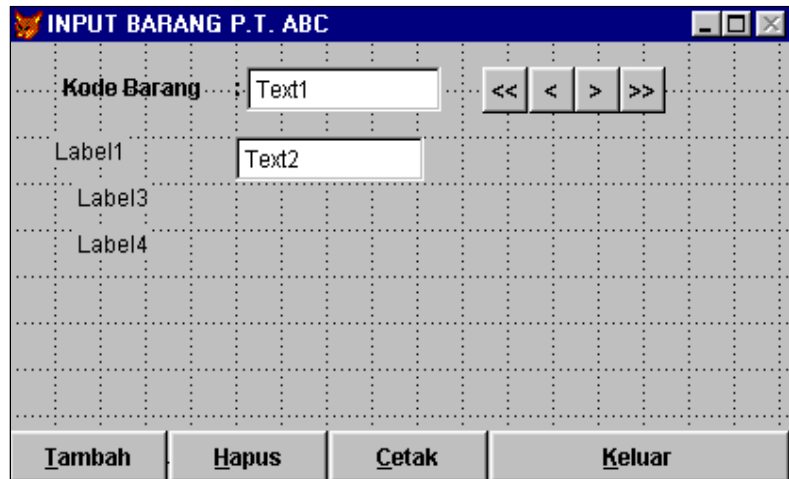 INPUT BARANG P.T. ABC
Kode Barang : Text1 << < > >>
Label1 Text2
Label3
Label4
Tambah Hapus Cetak Keluar